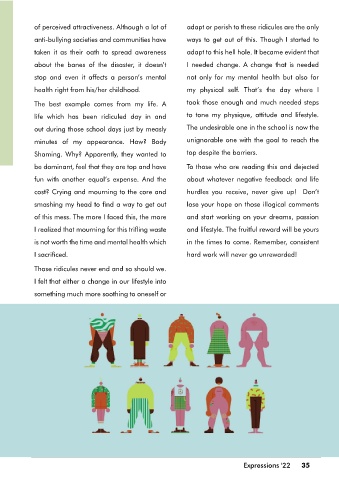 of perceived attractiveness. Although a lot of
anti-bullying societies and communities have
taken it as their oath to spread awareness
about the banes of the disaster, it doesn't
stop and even it affects a person's mental
health right from his/her childhood.
The best example comes from my life. A
life which has been ridiculed day in and
out during those school days just by measly
minutes of my appearance. How? Body
Shaming. Why? Apparently, they wanted to
be dominant, feel that they are top and have
fun with another equal's expense. And the
cost? Crying and mourning to the core and
smashing my head to find a way to get out
of this mess. The more I faced this, the more
I realized that mourning for this trifling waste
is not worth the time and mental health which
I sacrificed.
Those ridicules never end and so should we.
I felt that either a change in our lifestyle into
something much more soothing to oneself or
adapt or perish to these ridicules are the only
ways to get out of this. Though I started to
adapt to this hell hole. It became evident that
I needed change. A change that is needed
not only for my mental health but also for
my physical self. That's the day where I
took those enough and much needed steps
to tone my physique, attitude and lifestyle.
The undesirable one in the school is now the
unignorable one with the goal to reach the
top despite the barriers.
To those who are reading this and dejected
about whatever negative feedback and life
hurdles you receive, never give up! Don't
lose your hope on those illogical comments
and start working on your dreams, passion
and lifestyle. The fruitful reward will be yours
in the times to come. Remember, consistent
hard work will never go unrewarded!
Expressions '22 35